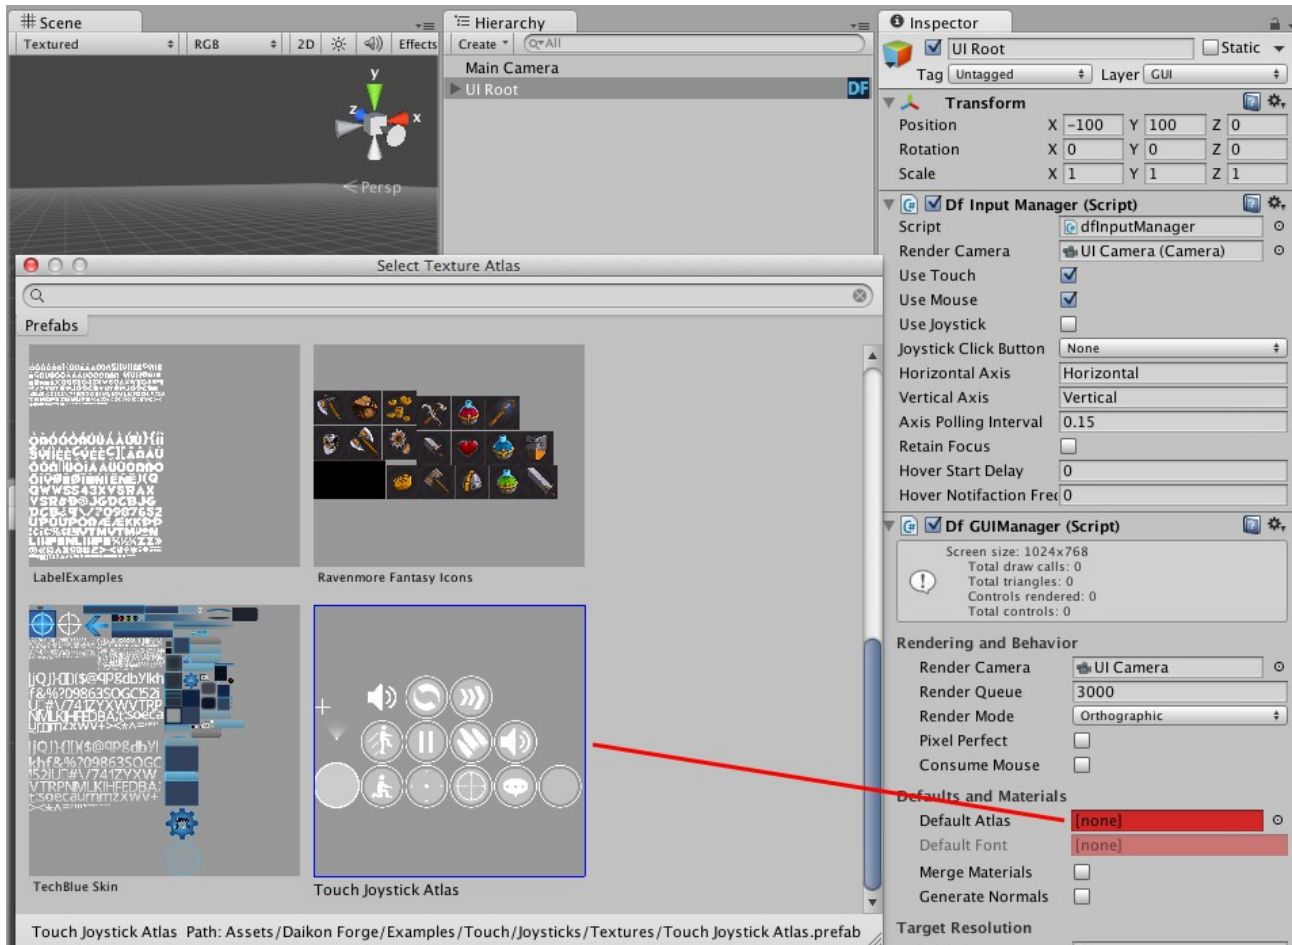 Scene
Textured RGB 2D Effects
y
z x
Persp
Hierarchy
Create All
Main Camera
UI Root DF
Inspector
UI Root Static
Tag Untagged Layer GUI
Transform
Position X -100 Y 100 Z 0
Rotation X 0 Y 0 Z 0
Scale X 1 Y 1 Z 1
Df Input Manager (Script)
Script dfInputManager
Render Camera UI Camera (Camera)
Use Touch
Use Mouse
Use Joystick
Joystick Click Button None
Horizontal Axis Horizontal
Vertical Axis Vertical
Axis Polling Interval 0.15
Retain Focus
Hover Start Delay 0
Hover Notifaction Fre 0
Df GUIManager (Script)
Screen size: 1024x768
Total draw calls: 0
Total triangles: 0
Controls rendered: 0
Total controls: 0
Rendering and Behavior
Render Camera UI Camera
Render Queue 3000
Render Mode Orthographic
Pixel Perfect
Consume Mouse
Defaults and Materials
Default Atlas [none]
Default Font [none]
Merge Materials
Generate Normals
Target Resolution
Select Texture Atlas
Prefabs
LabelExamples
Ravenmore Fantasy Icons
TechBlue Skin
Touch Joystick Atlas
Touch Joystick Atlas Path: Assets/Daikon Forge/Examples/Touch/Joysticks/Textures/Touch Joystick Atlas.prefab